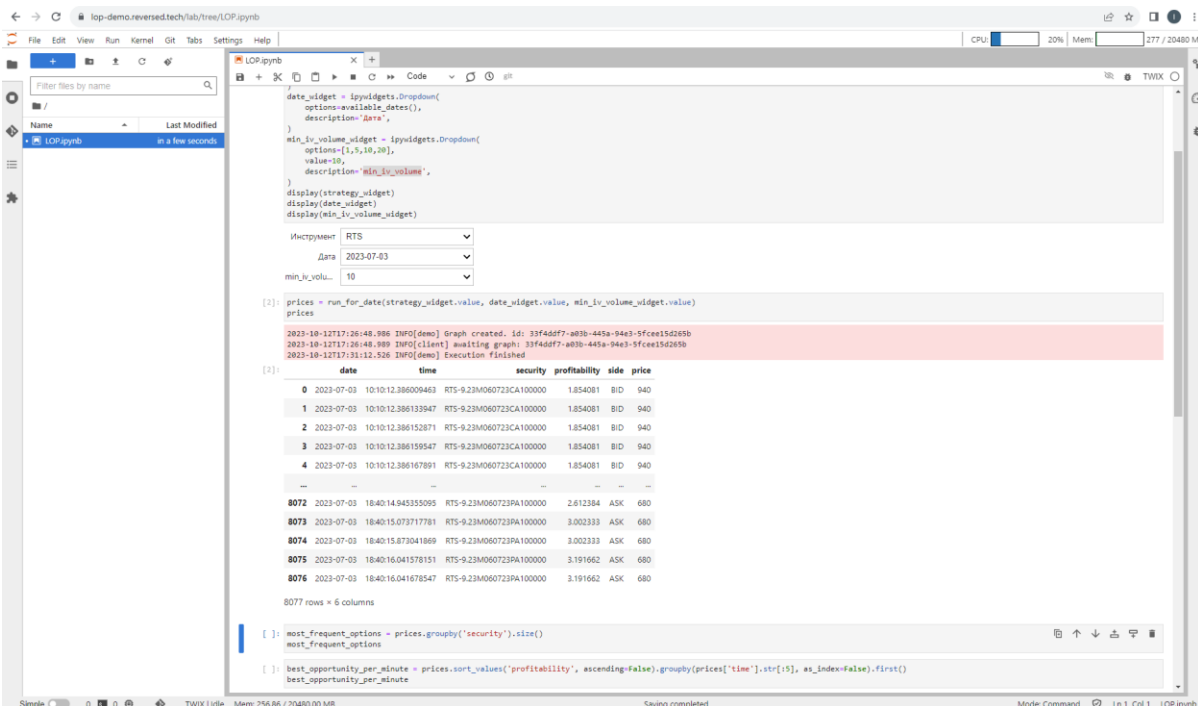 lop-demo.reversed.tech/lab/tree/LOP.ipynb
File Edit View Run Kernel Git Tabs Settings Help
CPU: 20% Mem: 277 / 20480 M
LOP.ipynb
Code
git
TWIX
Filter files by name
/
Name Last Modified
LOP.ipynb in a few seconds
)
date_widget = ipywidgets.Dropdown(
options=available_dates(),
description='Дата',
)
min_iv_volume_widget = ipywidgets.Dropdown(
options=[1,5,10,20],
value=10,
description='min_iv_volume',
)
display(strategy_widget)
display(date_widget)
display(min_iv_volume_widget)
Инструмент RTS
Дата 2023-07-03
min_iv_volu... 10
[2]: prices = run_for_date(strategy_widget.value, date_widget.value, min_iv_volume_widget.value)
prices
2023-10-12T17:26:48.986 INFO[demo] Graph created. id: 33f4ddf7-a03b-445a-94e3-5fcee15d265b
2023-10-12T17:26:48.989 INFO[client] awaiting graph: 33f4ddf7-a03b-445a-94e3-5fcee15d265b
2023-10-12T17:31:12.526 INFO[demo] Execution finished
[2]: date time security profitability side price
0 2023-07-03 10:10:12.386009463 RTS-9.23M060723CA100000 1.854081 BID 940
1 2023-07-03 10:10:12.386133947 RTS-9.23M060723CA100000 1.854081 BID 940
2 2023-07-03 10:10:12.386152871 RTS-9.23M060723CA100000 1.854081 BID 940
3 2023-07-03 10:10:12.386159547 RTS-9.23M060723CA100000 1.854081 BID 940
4 2023-07-03 10:10:12.386167891 RTS-9.23M060723CA100000 1.854081 BID 940
... ... ... ... ... ... ...
8072 2023-07-03 18:40:14.945355095 RTS-9.23M060723PA100000 2.612384 ASK 680
8073 2023-07-03 18:40:15.073717781 RTS-9.23M060723PA100000 3.002333 ASK 680
8074 2023-07-03 18:40:15.873041869 RTS-9.23M060723PA100000 3.002333 ASK 680
8075 2023-07-03 18:40:16.041578151 RTS-9.23M060723PA100000 3.191662 ASK 680
8076 2023-07-03 18:40:16.041678547 RTS-9.23M060723PA100000 3.191662 ASK 680
8077 rows × 6 columns
[ ]: most_frequent_options = prices.groupby('security').size()
most_frequent_options
[ ]: best_opportunity_per_minute = prices.sort_values('profitability', ascending=False).groupby(prices['time'].str[:5], as_index=False).first()
best_opportunity_per_minute
Simple 0 0 TWIX | Idle Mem: 256.86 / 20480.00 MB Saving completed Mode: Command Ln 1, Col 1 LOP.ipynb